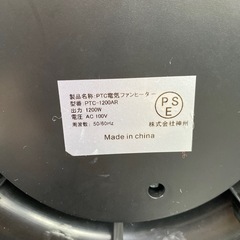 製品名称:PTC電気ファンヒーター
型番:PTC-1200AR
出力:1200W
電圧:AC 100V
周波数:50/60Hz
PS
E
株式会社神州
Made in china